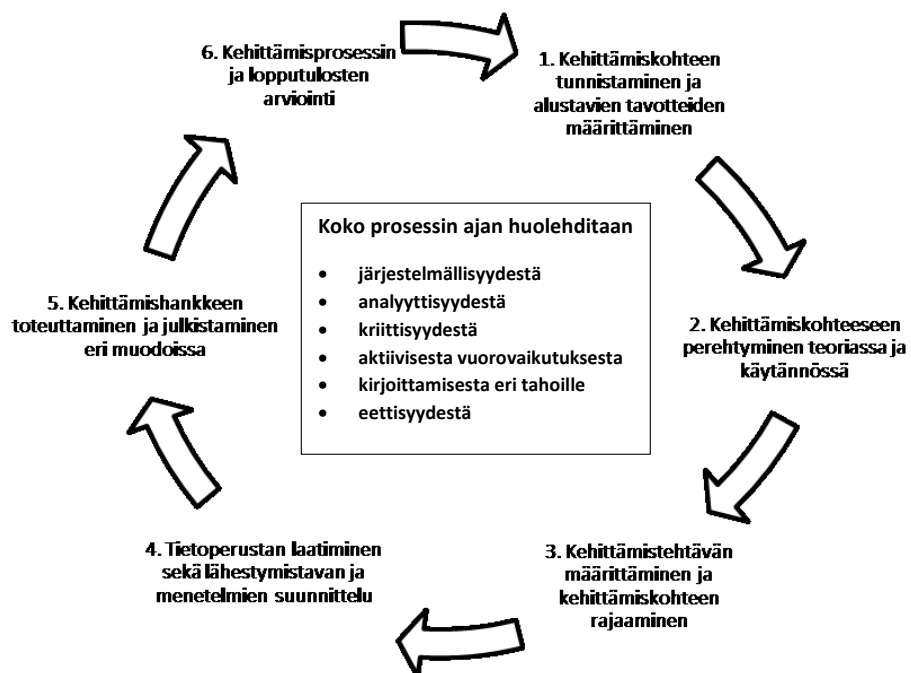 1. Kehittämiskohteen
tunnistaminen ja
alustavien tavotteiden
määrittäminen
2. Kehittämiskohteeseen
perehtyminen teoriassa ja
käytännössä
3. Kehittämistehtävän
määrittäminen ja
kehittämiskohteen
rajaaminen
4. Tietoperustan laatiminen
sekä lähestymistavan ja
menetelmien suunnittelu
5. Kehittämishankkeen
toteuttaminen ja julkistaminen
eri muodoissa
6. Kehittämisprosessin
ja lopputulosten
arviointi
Koko prosessin ajan huolehditaan
• järjestelmällisyydestä
• analyyttisyydestä
• kriittisyydestä
• aktiivisesta vuorovaikutuksesta
• kirjoittamisesta eri tahoille
• eettisyydestä